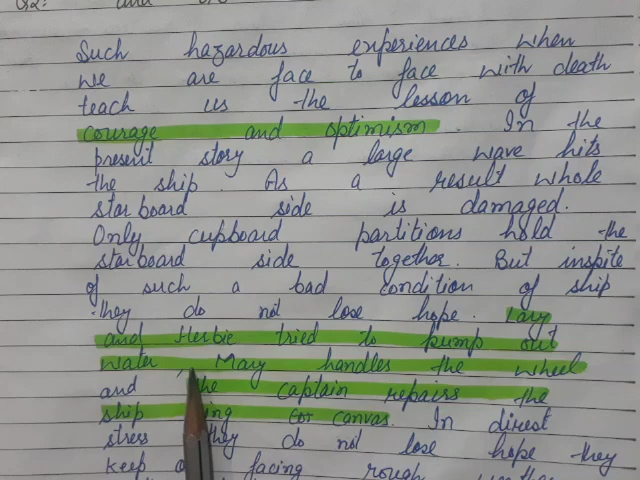 and
Such hazardous experiences when
we are face to face with death
teach us the lesson of
courage and optimism. In the
present story a large wave hits
the ship. As a result whole
starboard side is damaged.
Only cupboard partitions hold the
starboard side together. But inspite
of such a bad condition of ship
they do not lose hope. Lary
and Herbie tried to pump out
water, May handles the wheel
and the captain repairs the
ship canvas. In direst
stress they do not lose hope they
keep facing rough